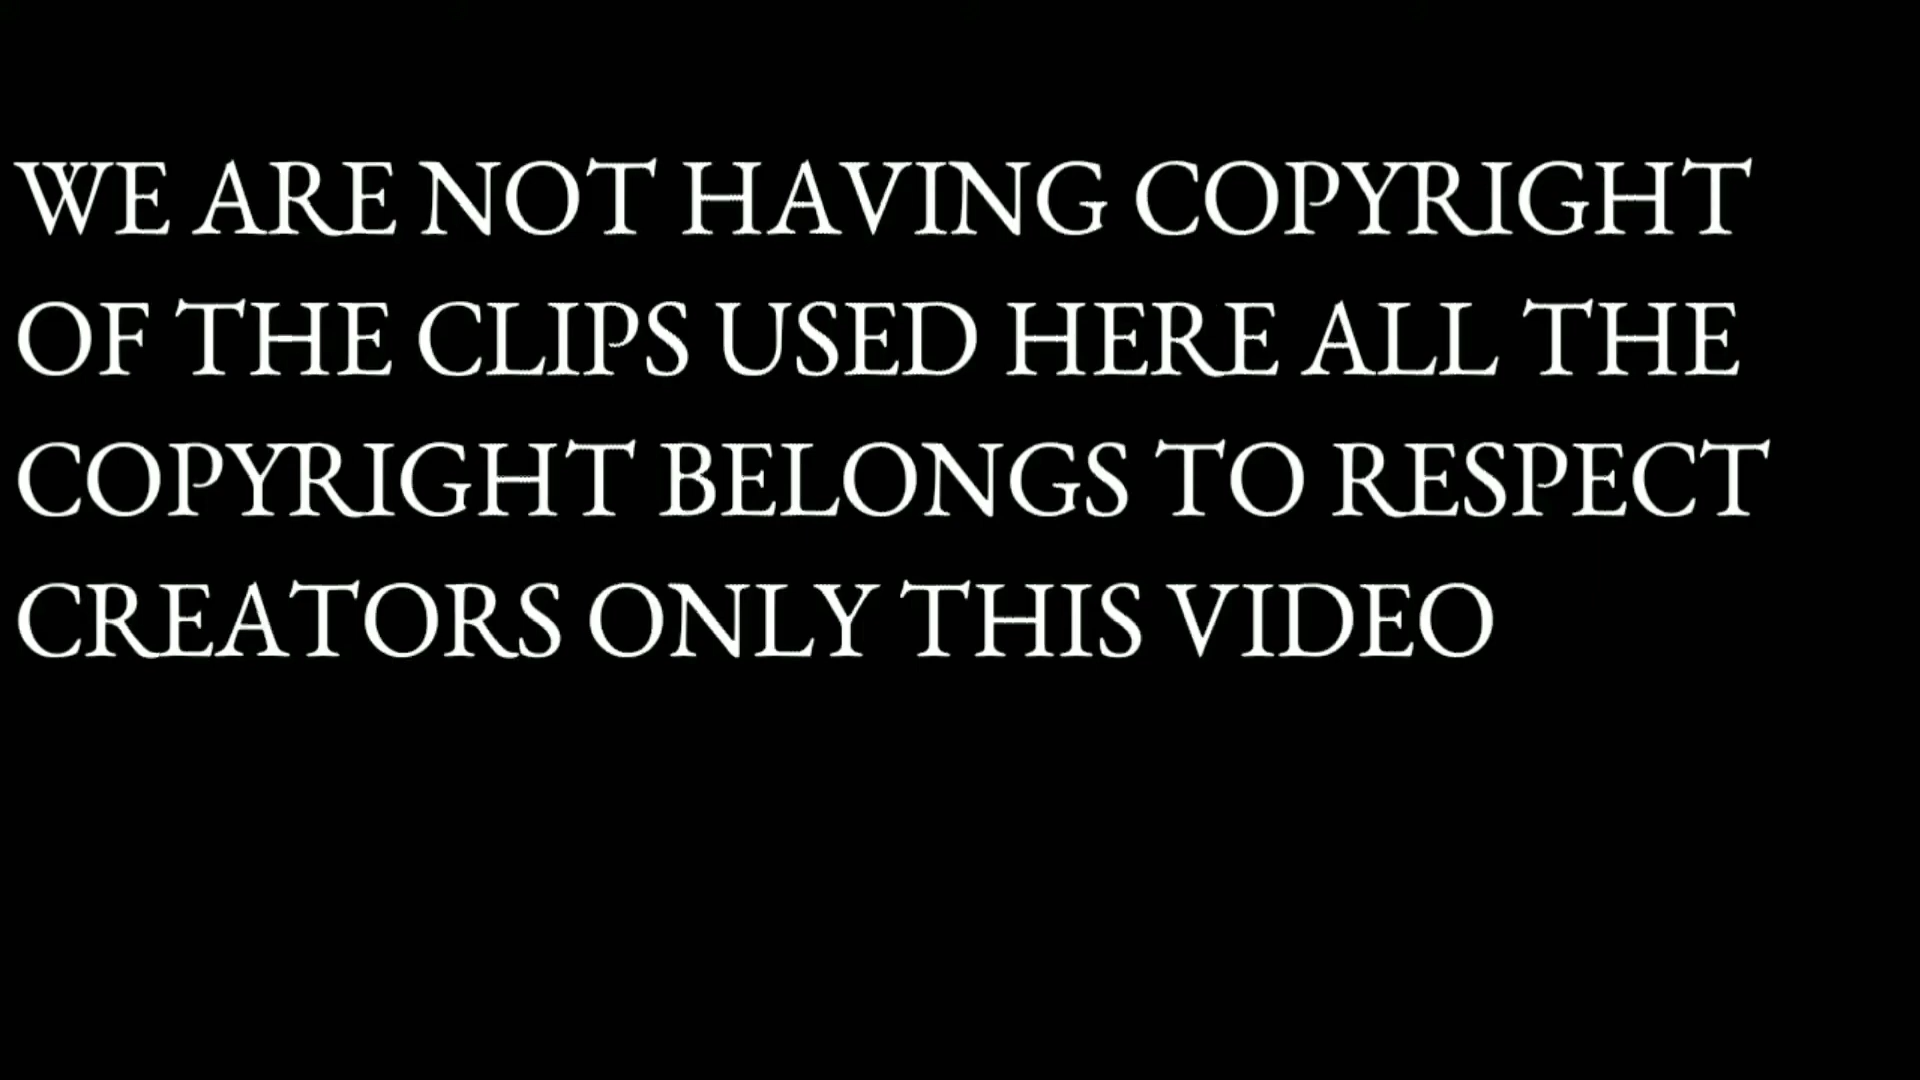 WE ARE NOT HAVING COPYRIGHT
OF THE CLIPS USED HERE ALL THE
COPYRIGHT BELONGS TO RESPECT
CREATORS ONLY THIS VIDEO